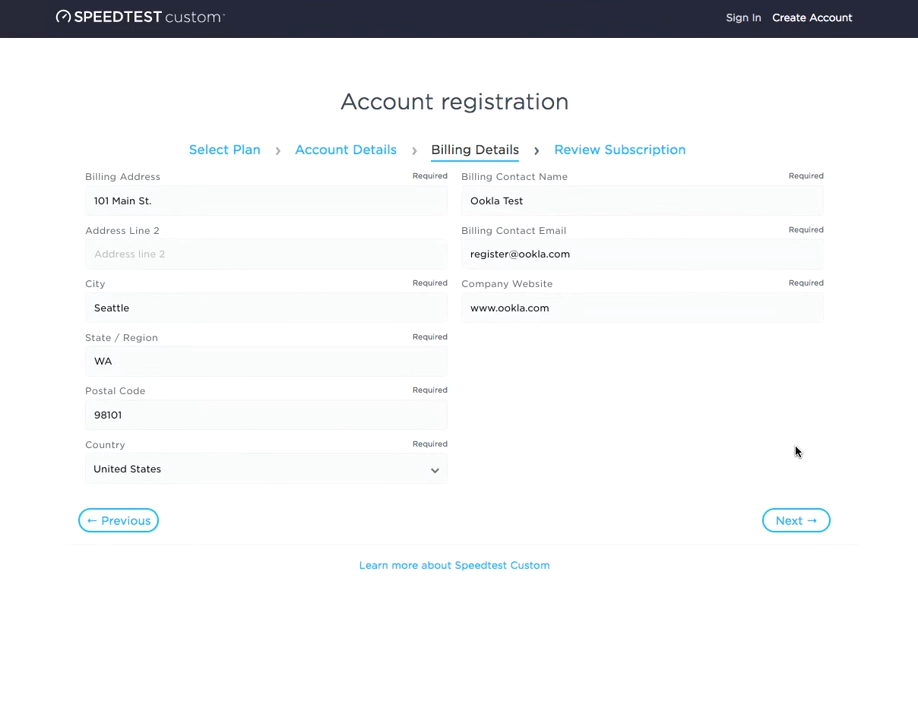 SPEEDTEST custom
Sign In
Create Account
Account registration
Select Plan › Account Details › Billing Details › Review Subscription
Billing Address Required
101 Main St.
Address Line 2
Address line 2
City Required
Seattle
State / Region Required
WA
Postal Code Required
98101
Country Required
United States
Billing Contact Name Required
Ookla Test
Billing Contact Email Required
register@ookla.com
Company Website Required
www.ookla.com
← Previous
Next →
Learn more about Speedtest Custom